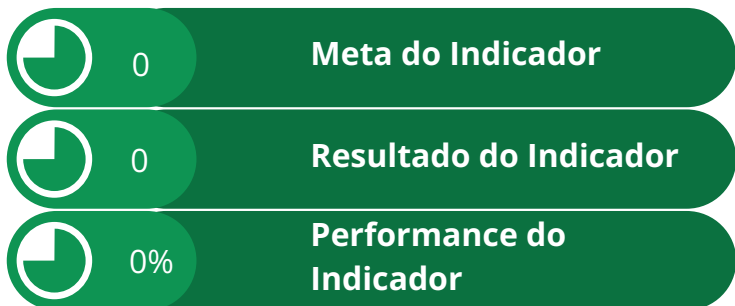 0 Meta do Indicador
0 Resultado do Indicador
0% Performance do
Indicador